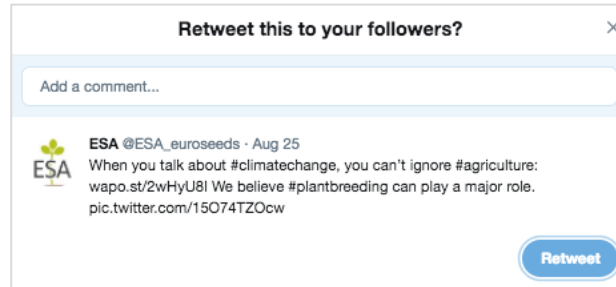 Retweet this to your followers?
Add a comment...
ESA
ESA @ESA_euroseeds · Aug 25
When you talk about #climatechange, you can't ignore #agriculture:
wapo.st/2wHyU8I We believe #plantbreeding can play a major role.
pic.twitter.com/15O74TZOcw
Retweet